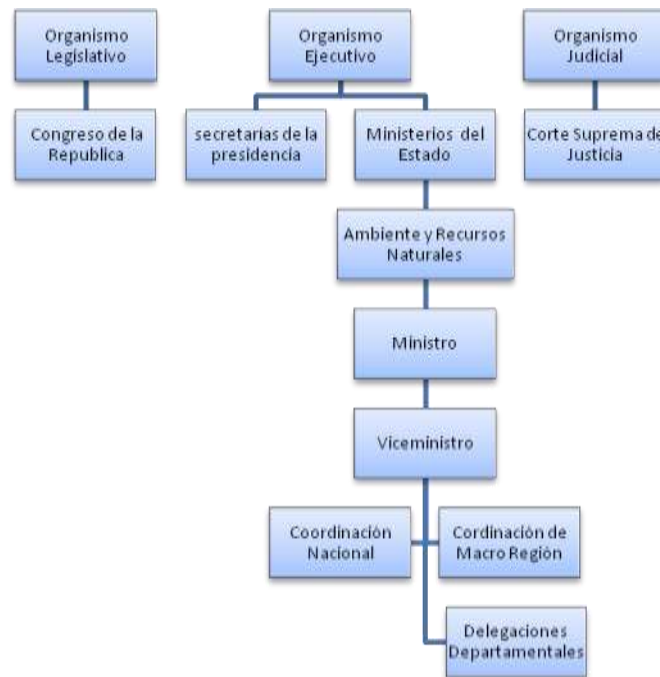 Organismo
Legislativo
Organismo
Ejecutivo
Organismo
Judicial
Congreso de la
Republica
secretarias de la
presidencia
Ministerios del
Estado
Corte Suprema de
Justicia
Ambiente y Recursos
Naturales
Ministro
Viceministro
Coordinación
Nacional
Cordinación de
Macro Región
Delegaciones
Departamentales